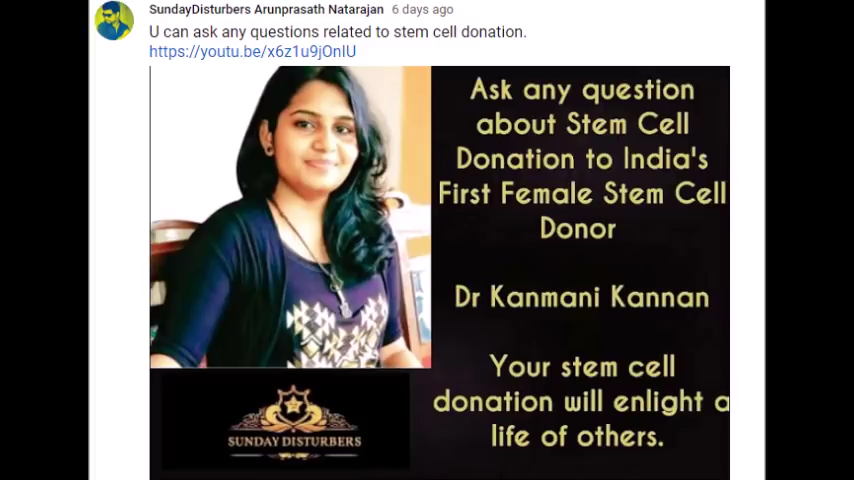 SundayDisturbers Arunprasath Natarajan 6 days ago
U can ask any questions related to stem cell donation.
https://youtu.be/x6z1u9jOnIU
Ask any question
about Stem Cell
Donation to India's
First Female Stem Cell
Donor
Dr Kanmani Kannan
Your stem cell
donation will enlight a
life of others.
SUNDAY DISTURBERS